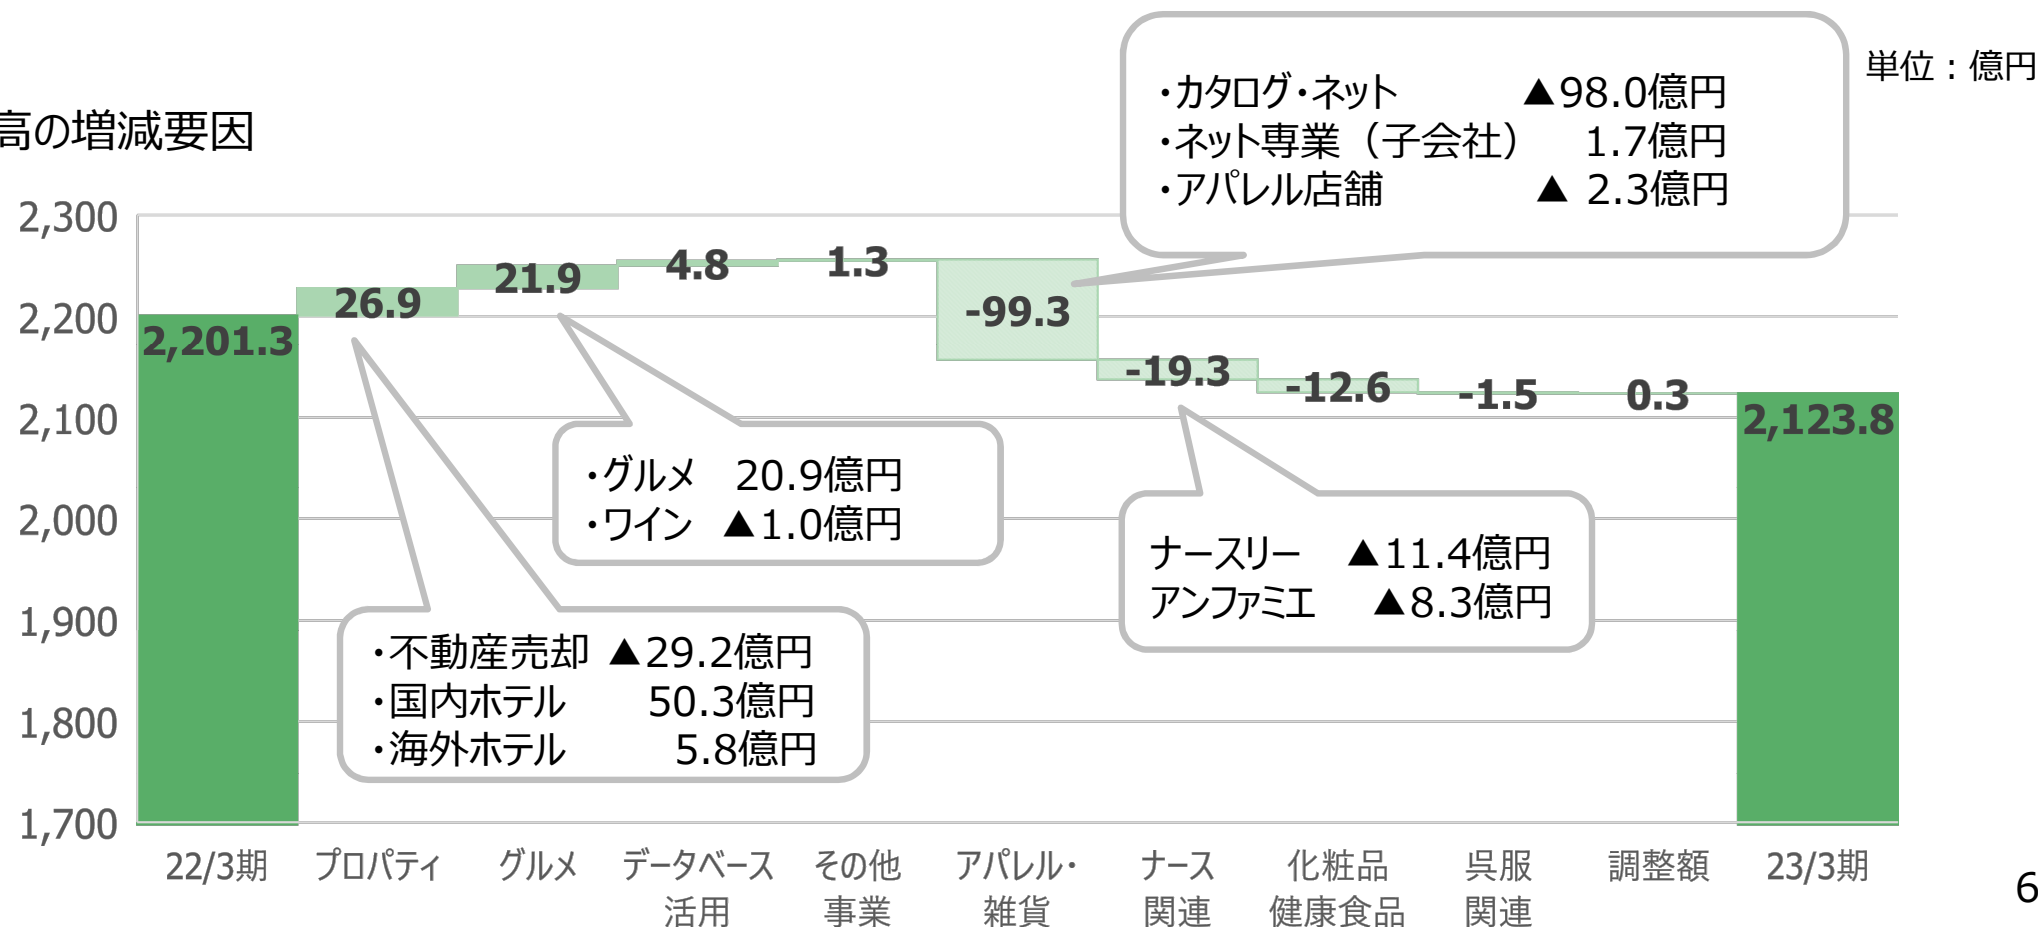 単位：億円
高の増減要因
・カタログ・ネット ▲98.0億円
・ネット専業（子会社） 1.7億円
・アパレル店舗 ▲ 2.3億円
2,300
2,200
2,100
2,000
1,900
1,800
1,700
2,201.3
26.9
21.9
4.8
1.3
-99.3
-19.3
-12.6
-1.5
0.3
2,123.8
・グルメ 20.9億円
・ワイン ▲1.0億円
ナースリー ▲11.4億円
アンファミエ ▲8.3億円
・不動産売却 ▲29.2億円
・国内ホテル 50.3億円
・海外ホテル 5.8億円
22/3期
プロパティ
グルメ
データベース
活用
その他
事業
アパレル・
雑貨
ナース
関連
化粧品
健康食品
呉服
関連
調整額
23/3期
6